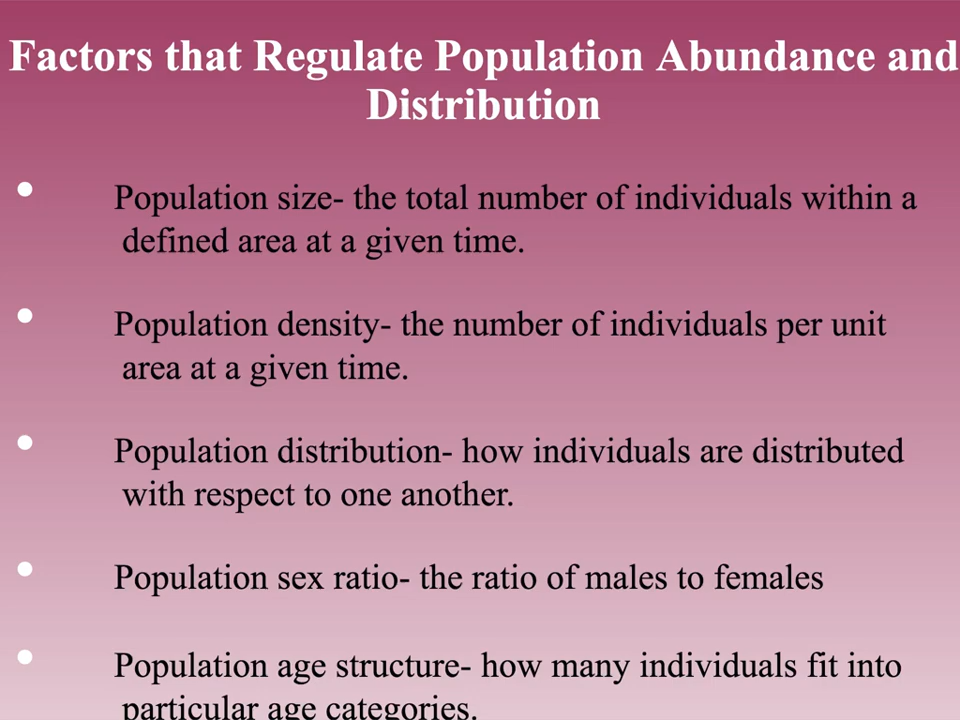 Factors that Regulate Population Abundance and
Distribution
• Population size- the total number of individuals within a
defined area at a given time.
• Population density- the number of individuals per unit
area at a given time.
• Population distribution- how individuals are distributed
with respect to one another.
• Population sex ratio- the ratio of males to females
• Population age structure- how many individuals fit into
particular age categories.